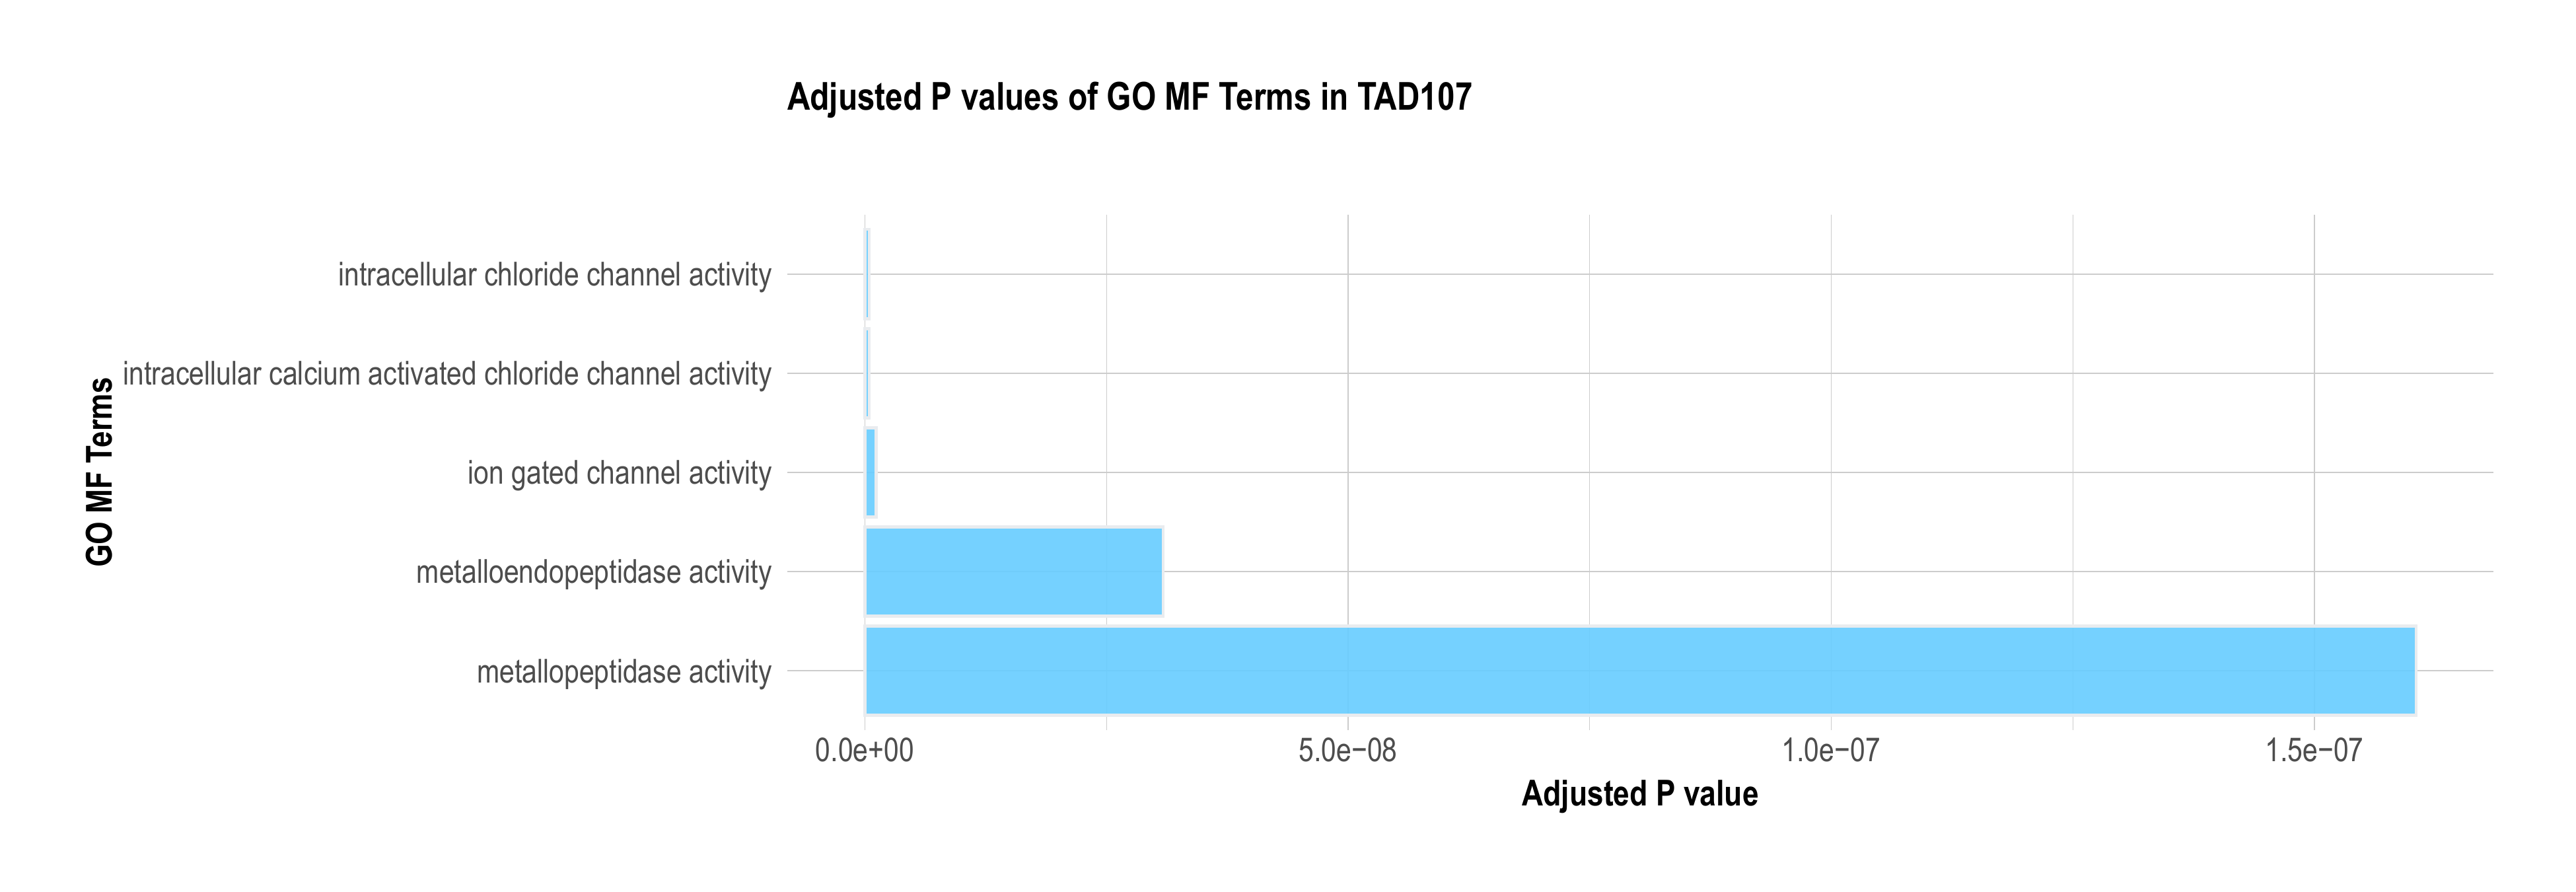 Adjusted P values of GO MF Terms in TAD107
GO MF Terms
intracellular chloride channel activity
intracellular calcium activated chloride channel activity
ion gated channel activity
metalloendopeptidase activity
metallopeptidase activity
0.0e+00 5.0e−08 1.0e−07 1.5e−07
Adjusted P value